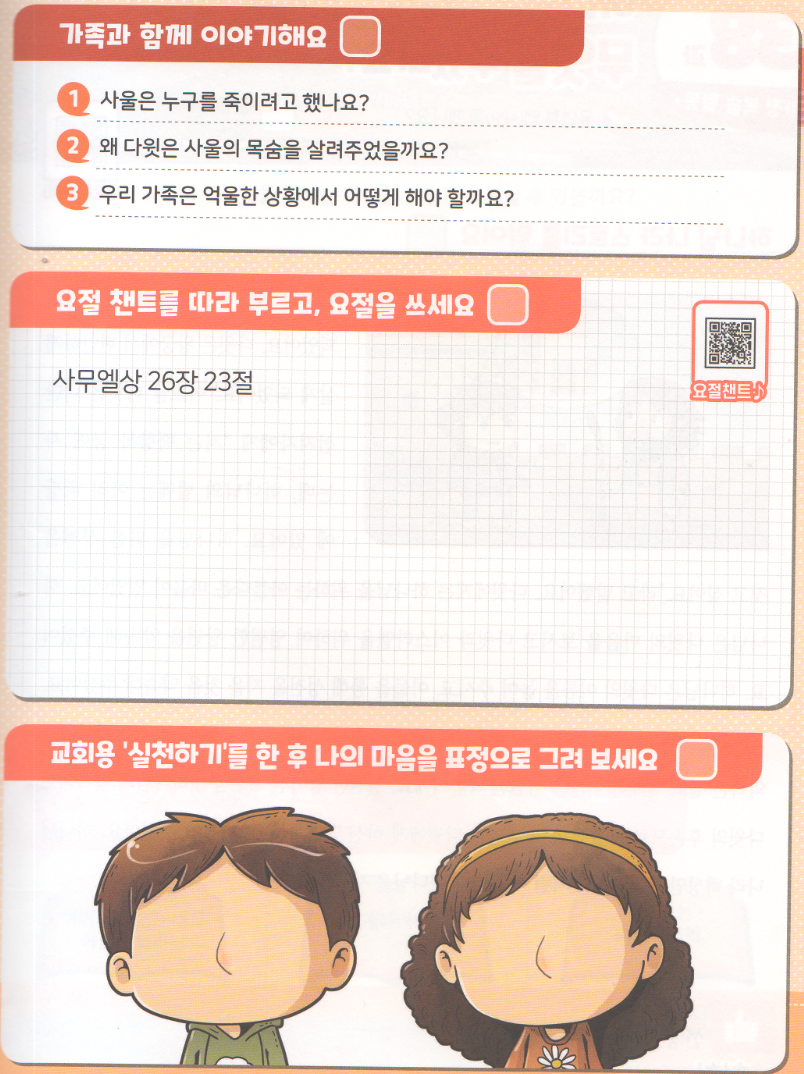 가족과 함께 이야기해요
1 사울은 누구를 죽이려고 했나요?
2 왜 다윗은 사울의 목숨을 살려주었을까요?
3 우리 가족은 억울한 상황에서 어떻게 해야 할까요?
요절 챈트를 따라 부르고, 요절을 쓰세요
요절챈트♪
사무엘상 26장 23절
교회용 '실천하기'를 한 후 나의 마음을 표정으로 그려 보세요